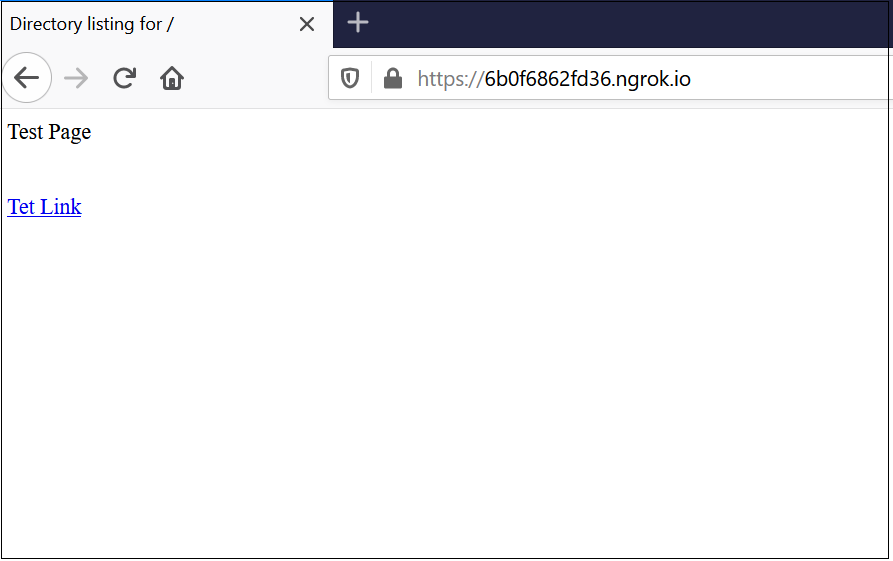 Directory listing for /
https://6b0f6862fd36.ngrok.io
Test Page
Tet Link